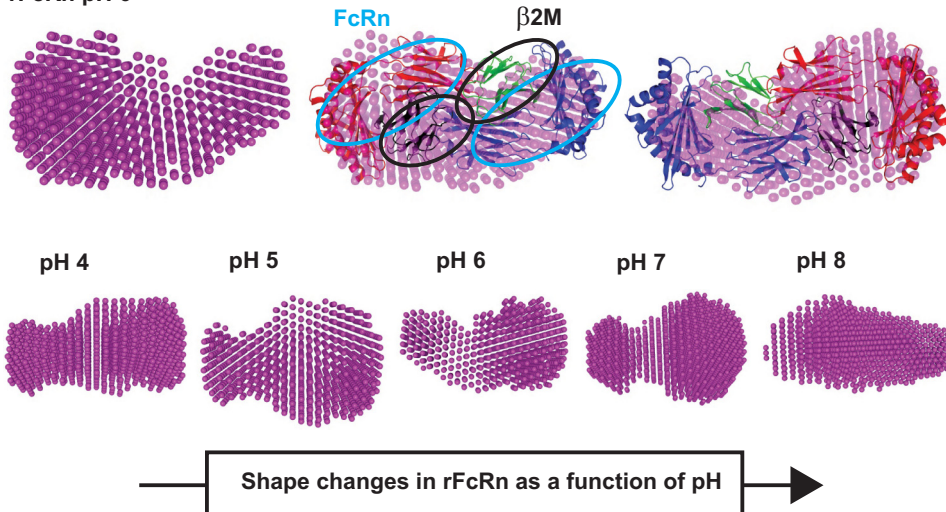 FcRn
β2M
pH 4
pH 5
pH 6
pH 7
pH 8
Shape changes in rFcRn as a function of pH